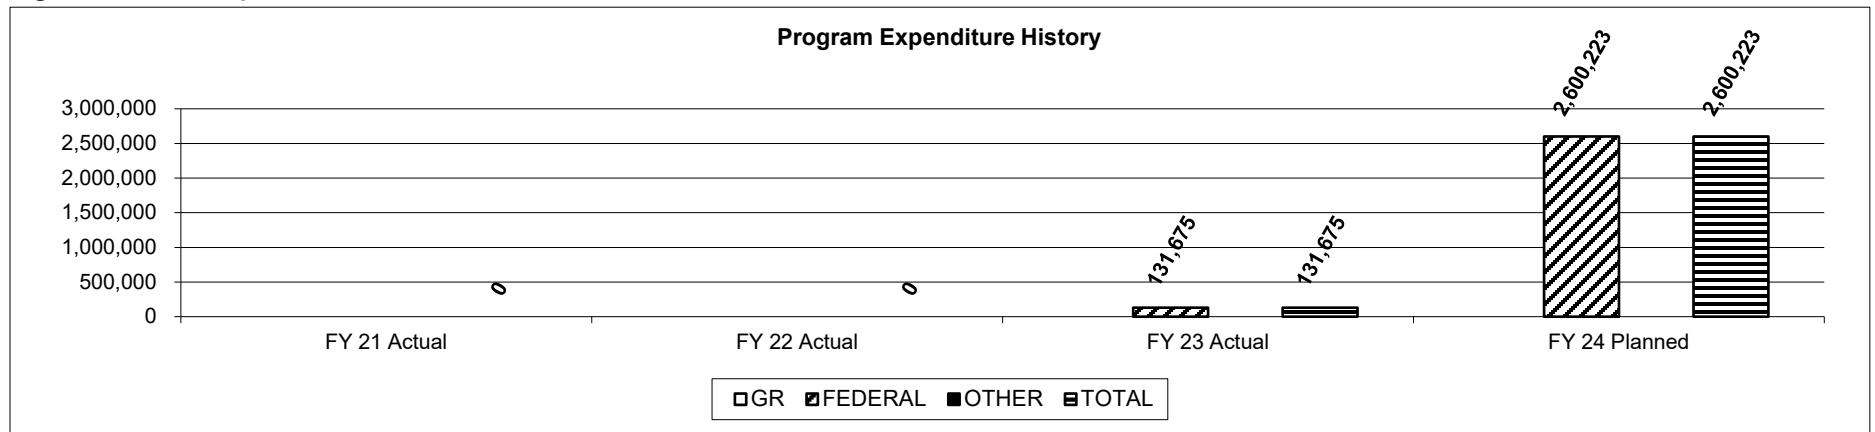 Program Expenditure History
3,000,000
2,500,000
2,000,000
1,500,000
1,000,000
500,000
0
0
0
131,675
131,675
2,600,223
2,600,223
FY 21 Actual
FY 22 Actual
FY 23 Actual
FY 24 Planned
GR FEDERAL OTHER TOTAL